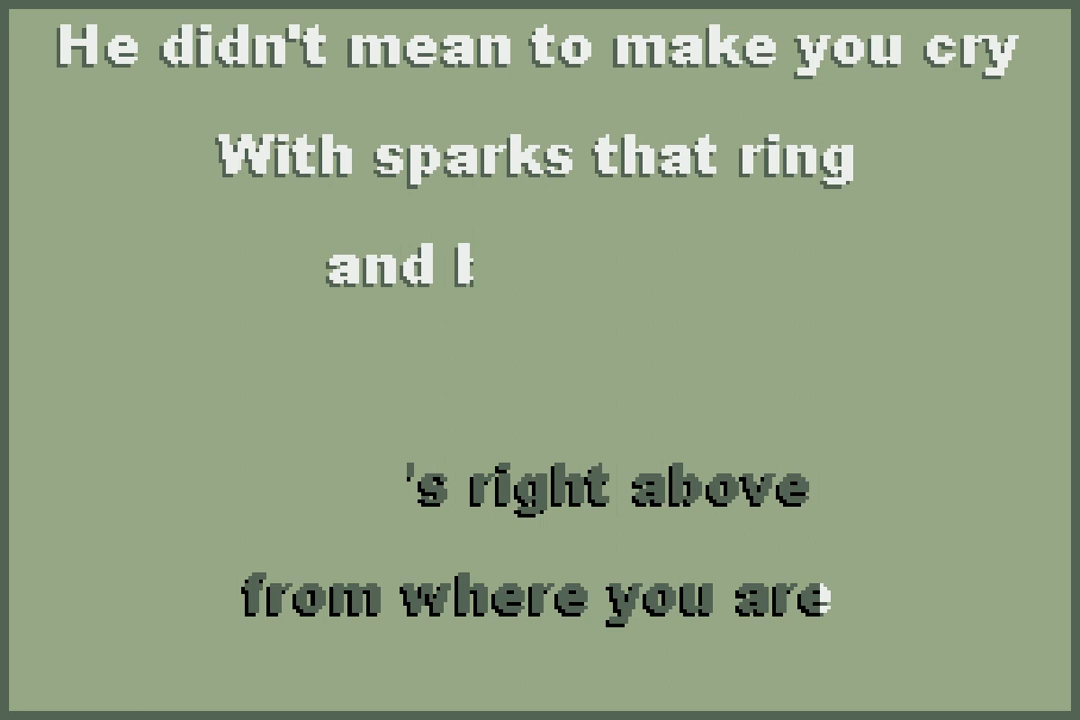 He didn't mean to make you cry
With sparks that ring
and
's right above
from where you are